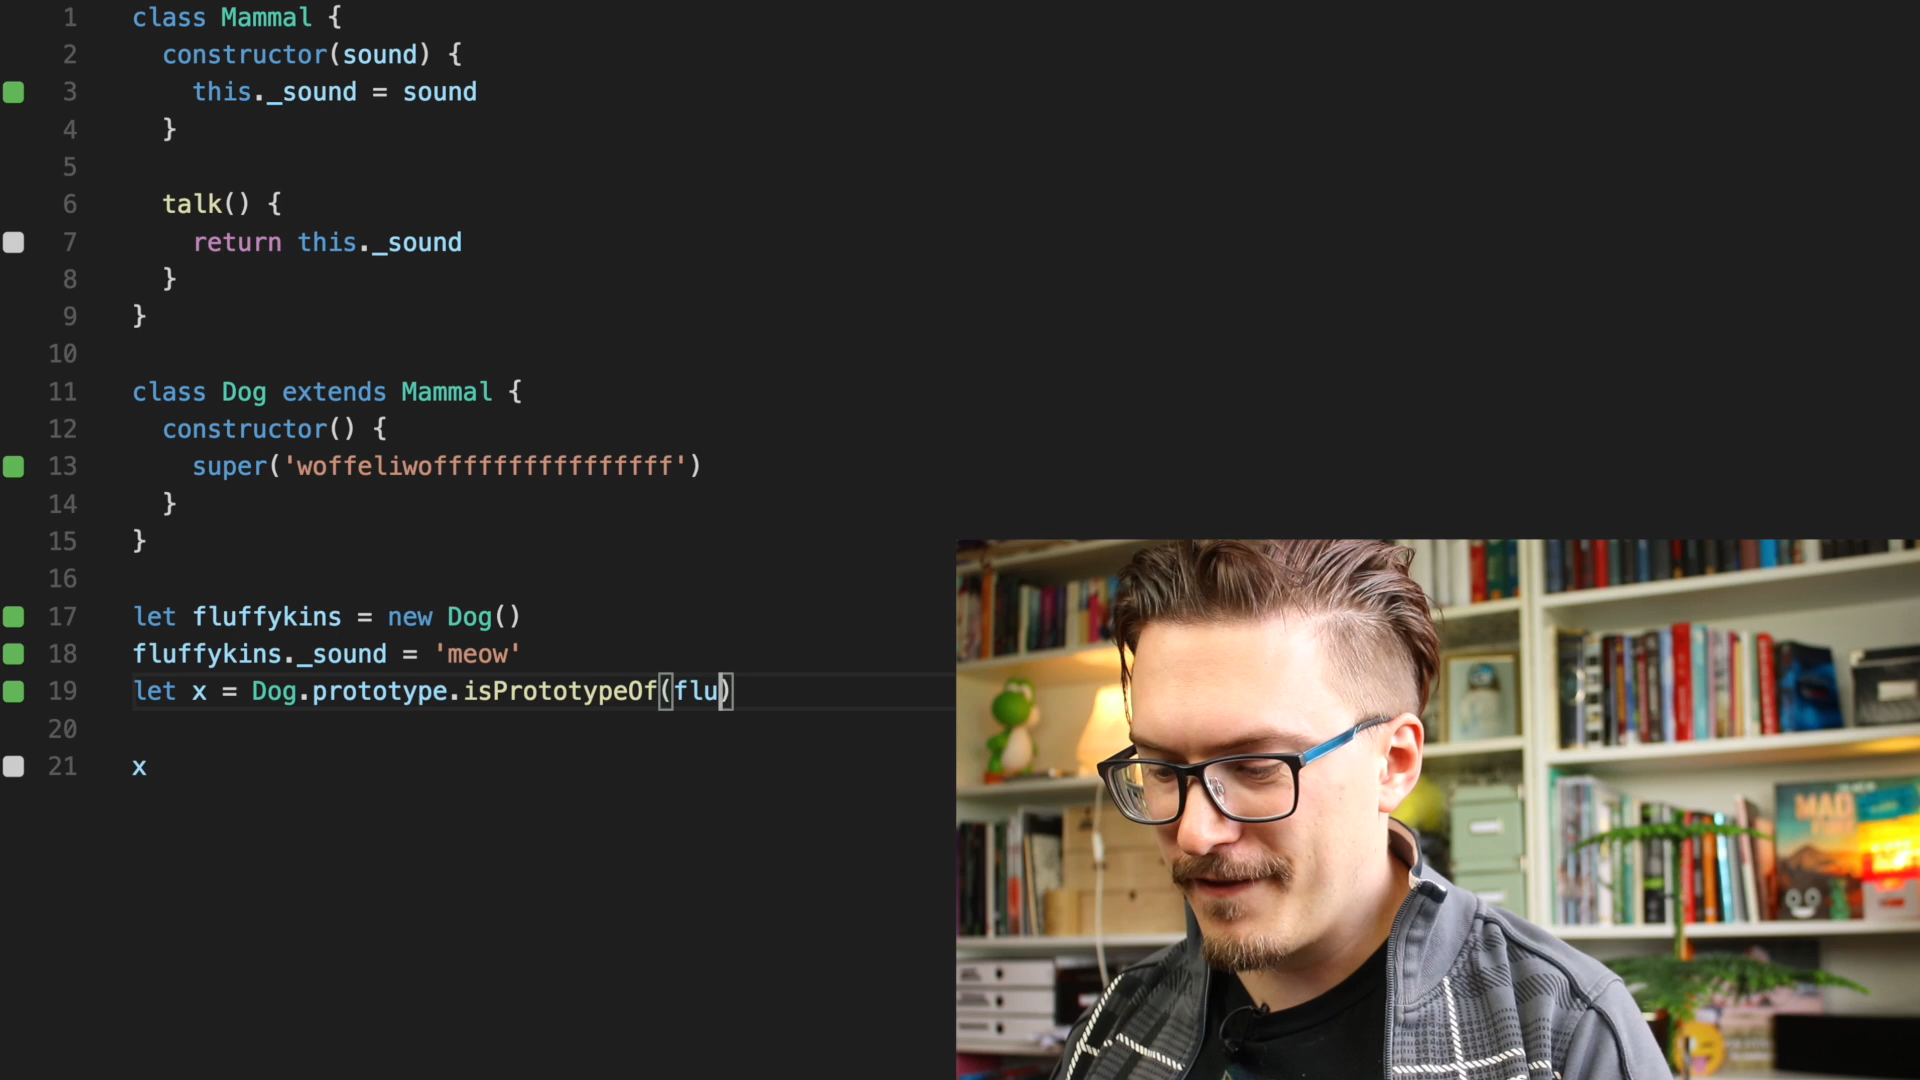 1 class Mammal {
2 constructor(sound) {
3 this._sound = sound
4 }
5
6 talk() {
7 return this._sound
8 }
9 }
10
11 class Dog extends Mammal {
12 constructor() {
13 super('woffeliwoffffffffffffffff')
14 }
15 }
16
17 let fluffykins = new Dog()
18 fluffykins._sound = 'meow'
19 let x = Dog.prototype.isPrototypeOf(flu)
20
21 x
MAD